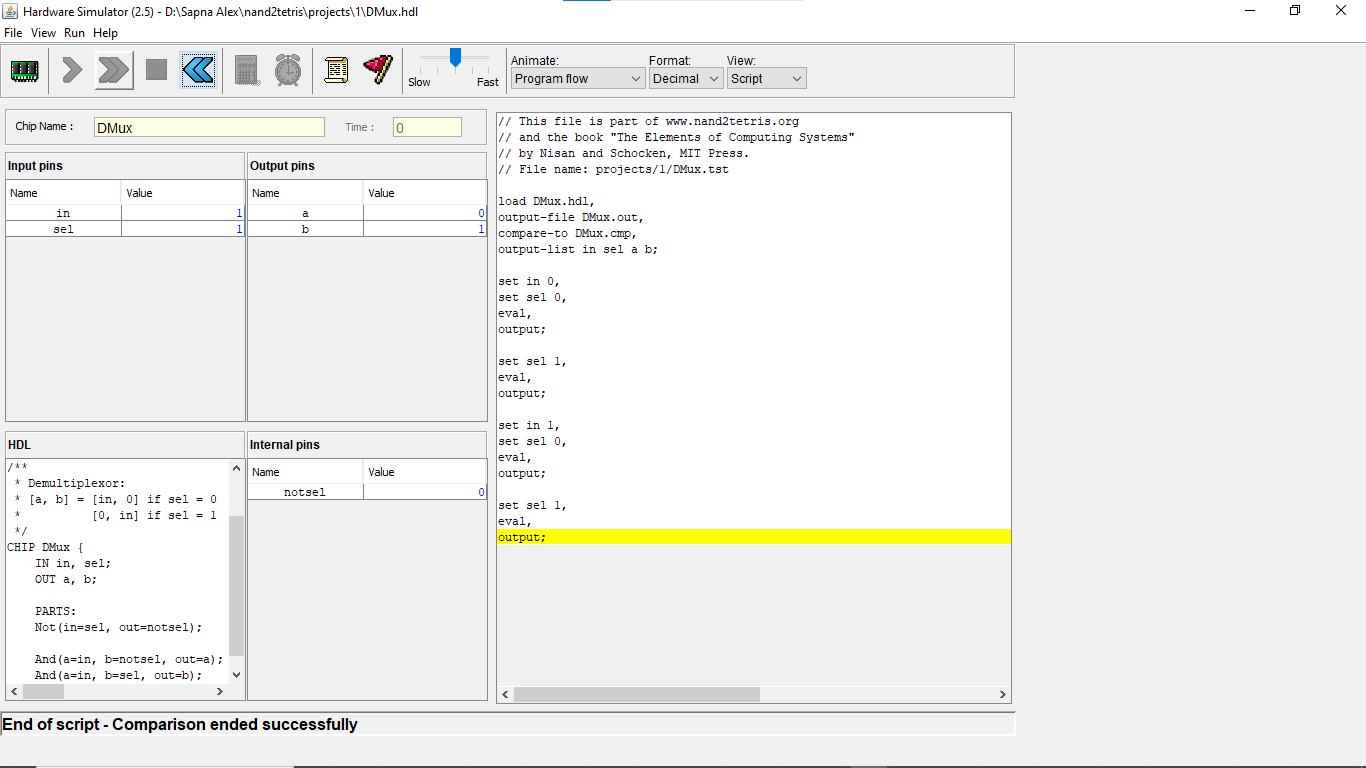 Hardware Simulator (2.5) - D:\Sapna Alex\nand2tetris\projects\1\DMux.hdl
File View Run Help
Animate: Format: View:
Slow Fast Program flow Decimal Script
Chip Name : DMux Time : 0
Input pins
Name Value
in 1
sel 1
Output pins
Name Value
a 0
b 1
HDL
/**
* Demultiplexor:
* [a, b] = [in, 0] if sel = 0
* [0, in] if sel = 1
*/
CHIP DMux {
IN in, sel;
OUT a, b;
PARTS:
Not(in=sel, out=notsel);
And(a=in, b=notsel, out=a);
And(a=in, b=sel, out=b);
Internal pins
Name Value
notsel 0
// This file is part of www.nand2tetris.org
// and the book "The Elements of Computing Systems"
// by Nisan and Schocken, MIT Press.
// File name: projects/1/DMux.tst
load DMux.hdl,
output-file DMux.out,
compare-to DMux.cmp,
output-list in sel a b;
set in 0,
set sel 0,
eval,
output;
set sel 1,
eval,
output;
set in 1,
set sel 0,
eval,
output;
set sel 1,
eval,
output;
End of script - Comparison ended successfully